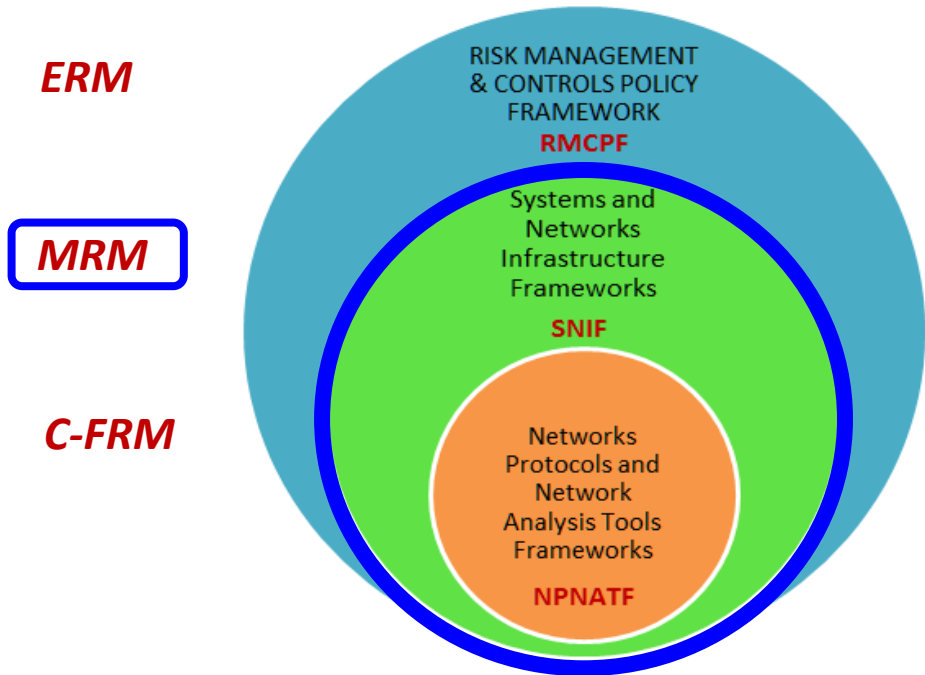 ERM
RISK MANAGEMENT
& CONTROLS POLICY
FRAMEWORK
RMCPF
MRM
Systems and
Networks
Infrastructure
Frameworks
SNIF
C-FRM
Networks
Protocols and
Network
Analysis Tools
Frameworks
NPNATF